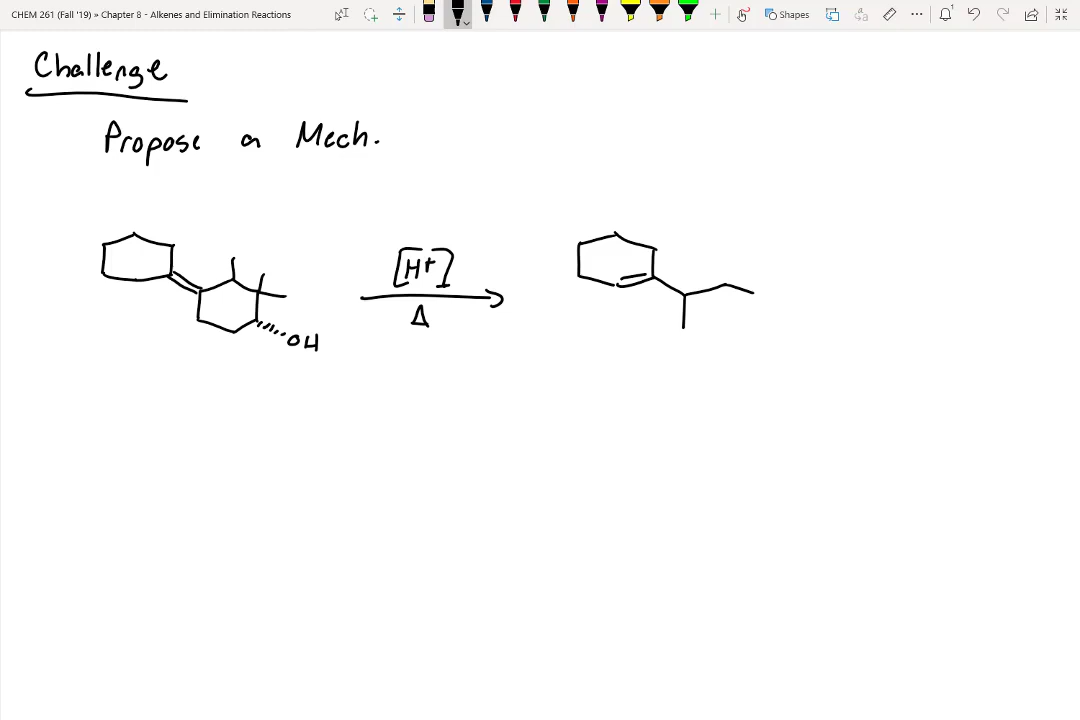 CHEM 261 (Fall '19) » Chapter 8 - Alkenes and Elimination Reactions
Shapes
Challenge
Propose a Mech.
[H+]
Δ
OH